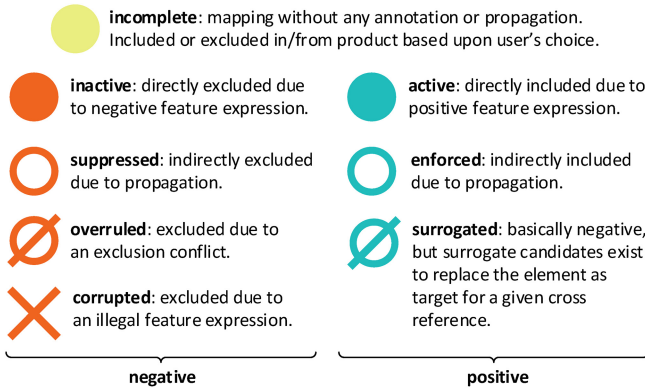 incomplete: mapping without any annotation or propagation.
Included or excluded in/from product based upon user's choice.
inactive: directly excluded due
to negative feature expression.
suppressed: indirectly excluded
due to propagation.
overruled: excluded due to
an exclusion conflict.
corrupted: excluded due to
an illegal feature expression.
negative
active: directly included due to
positive feature expression.
enforced: indirectly included
due to propagation.
surrogated: basically negative,
but surrogate candidates exist
to replace the element as
target for a given cross
reference.
positive